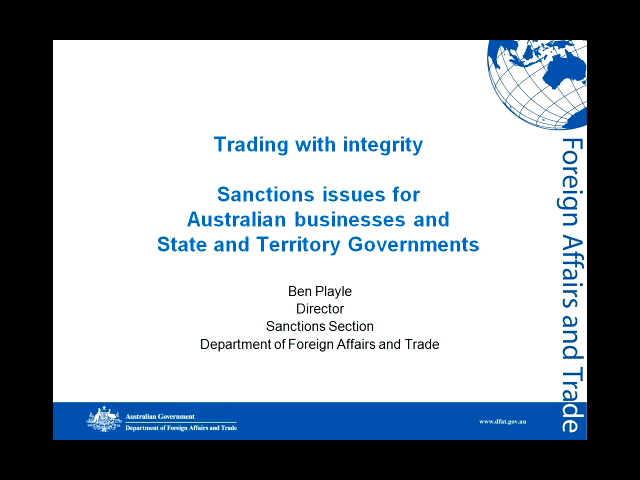 Trading with integrity
Sanctions issues for
Australian businesses and
State and Territory Governments
Ben Playle
Director
Sanctions Section
Department of Foreign Affairs and Trade
Foreign Affairs and Trade
Australian Government
Department of Foreign Affairs and Trade
www.dfat.gov.au